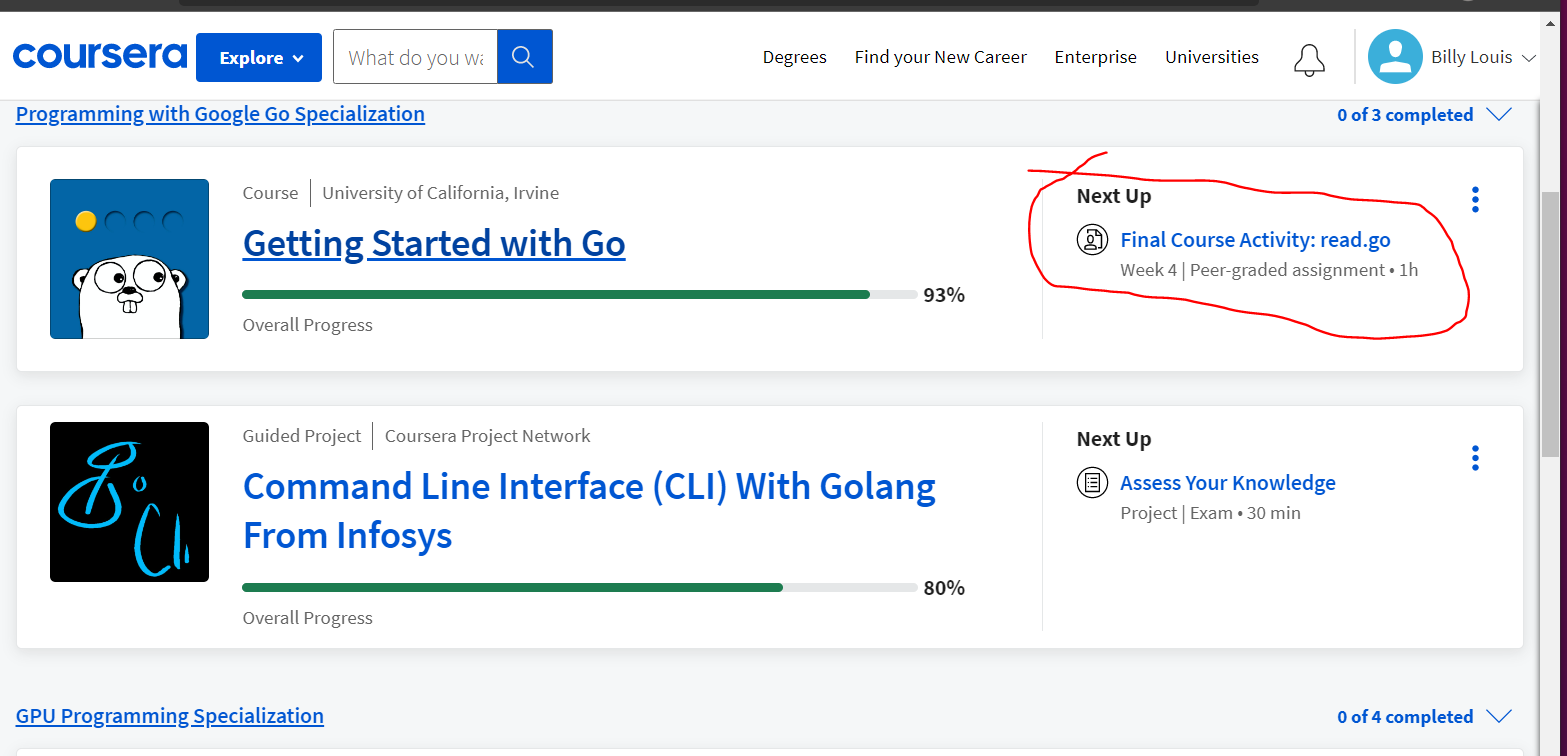 coursera
Explore
What do you wa
Degrees
Find your New Career
Enterprise
Universities
Billy Louis
Programming with Google Go Specialization
0 of 3 completed
Course | University of California, Irvine
Getting Started with Go
93%
Overall Progress
Next Up
Final Course Activity: read.go
Week 4 | Peer-graded assignment • 1h
Guided Project | Coursera Project Network
Command Line Interface (CLI) With Golang
From Infosys
80%
Overall Progress
Next Up
Assess Your Knowledge
Project | Exam • 30 min
GPU Programming Specialization
0 of 4 completed